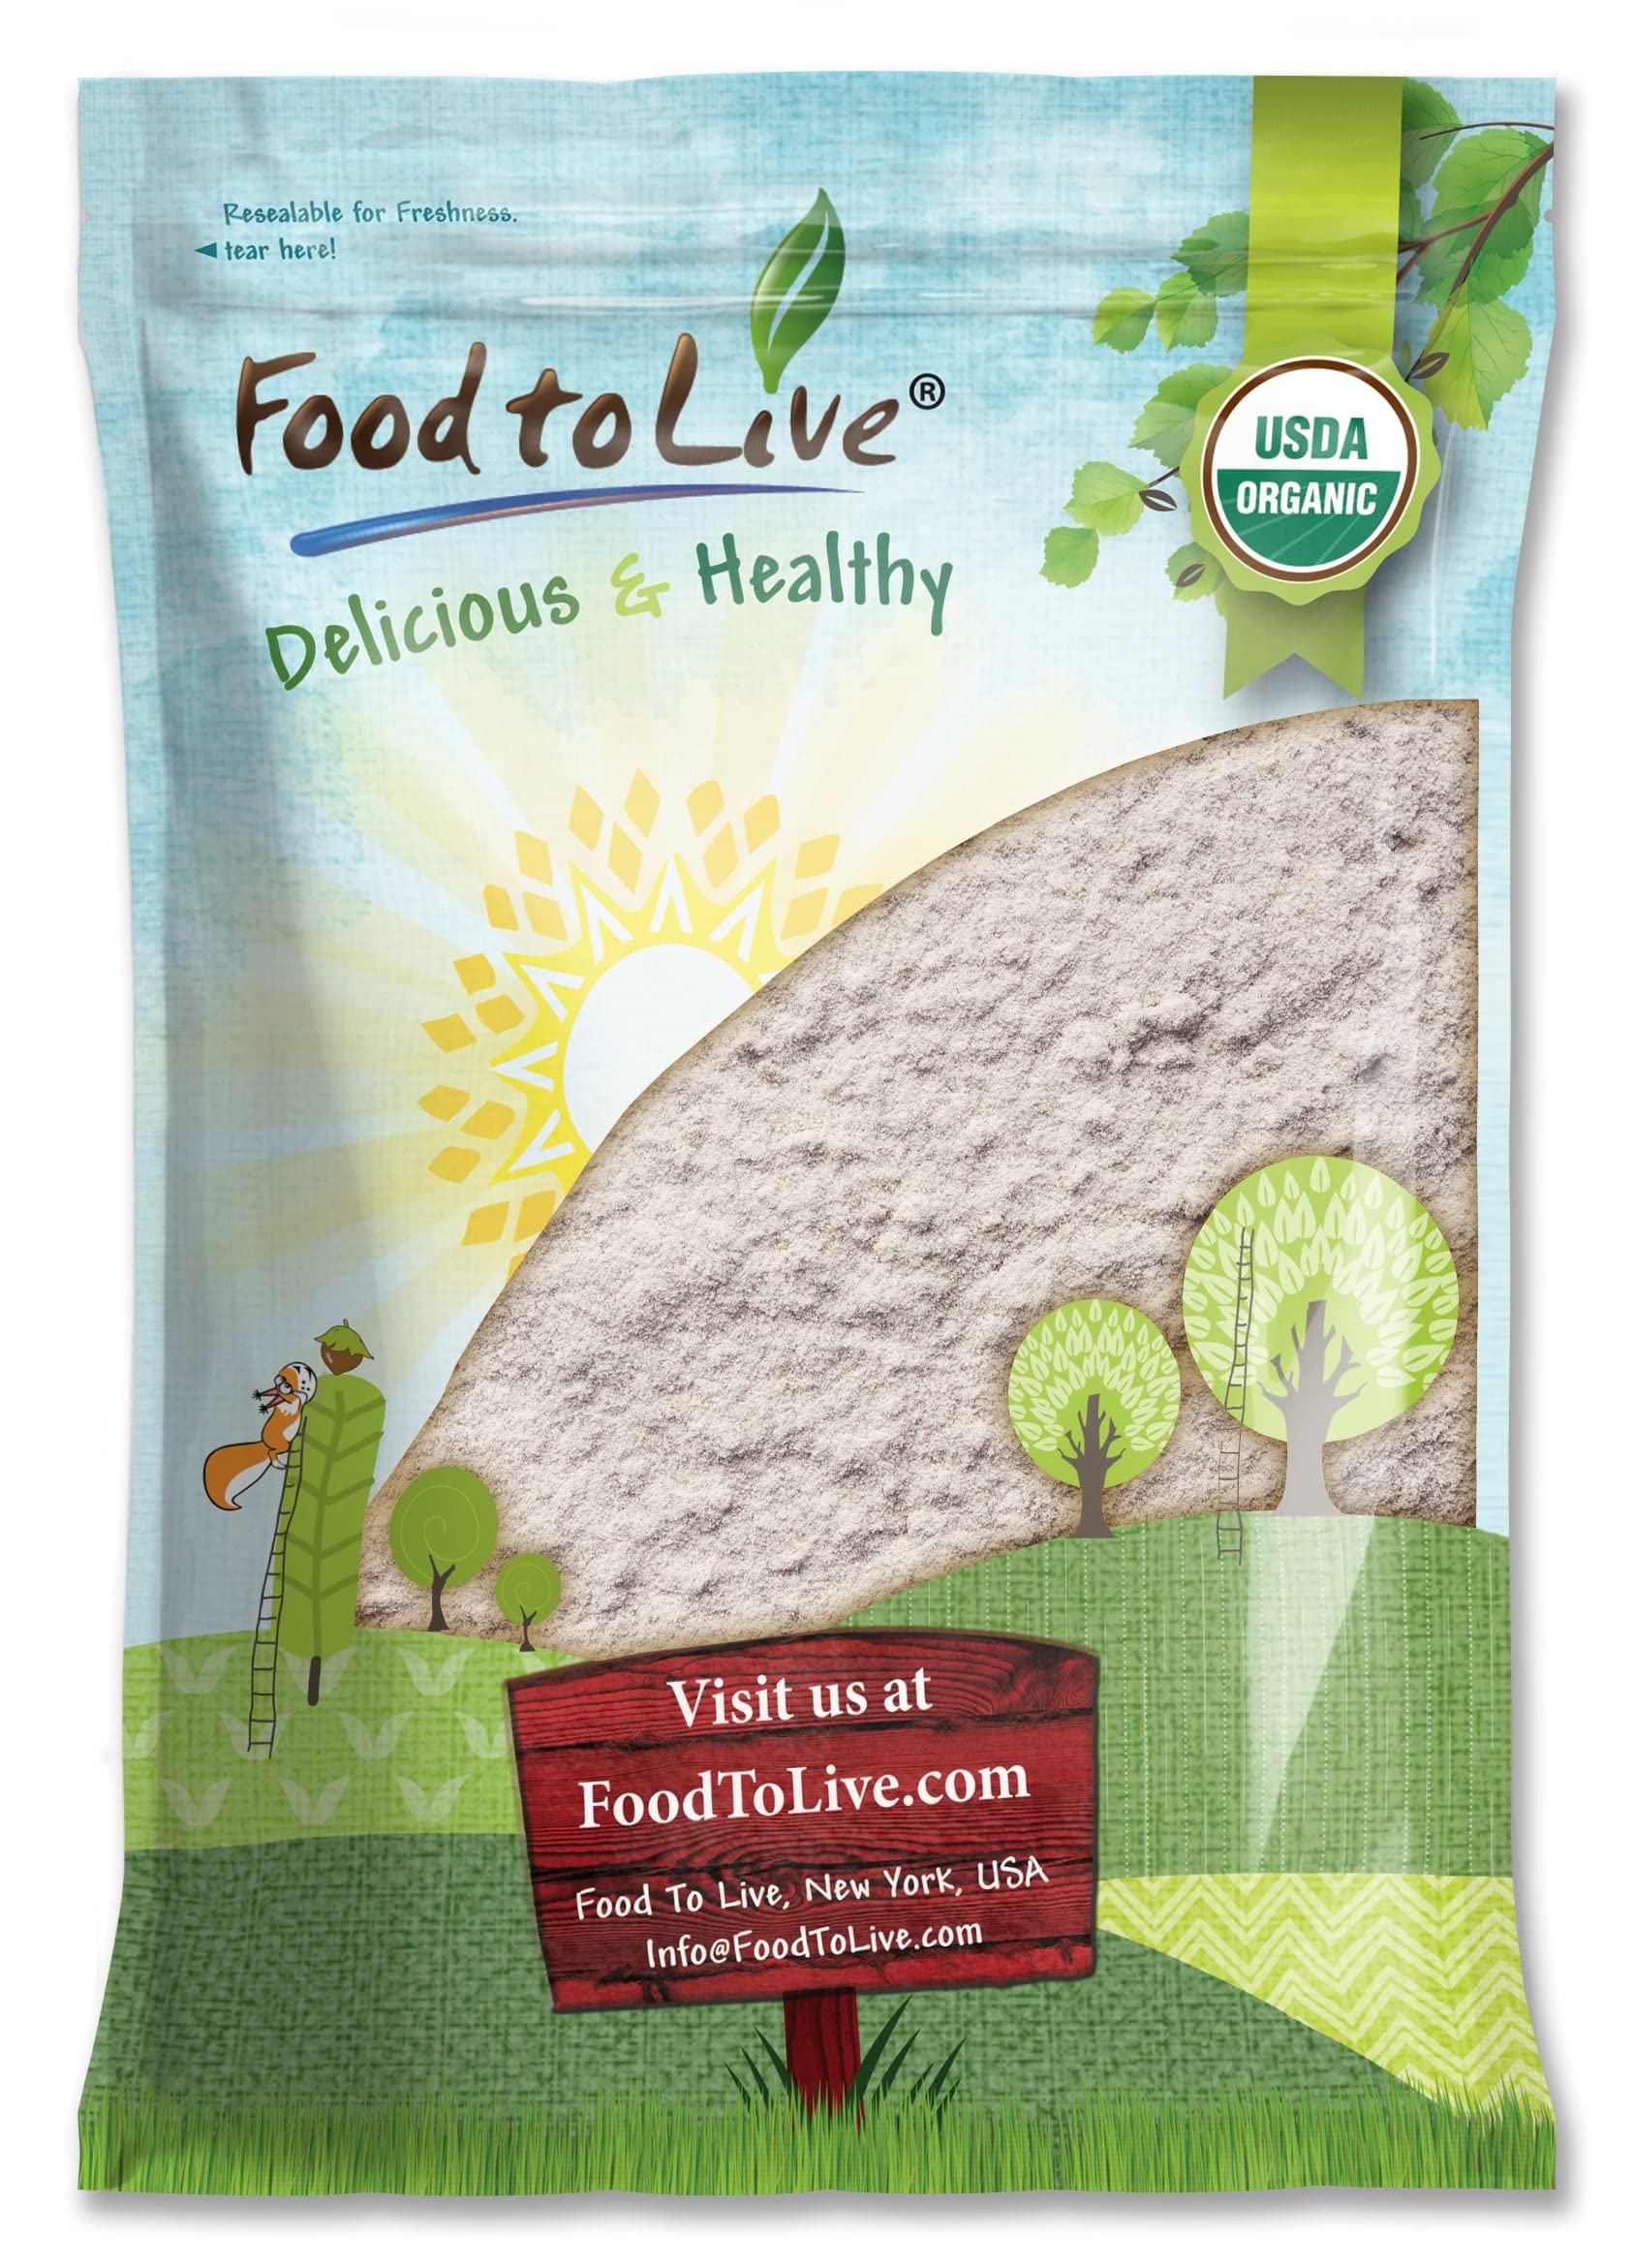 Resealable for Freshness.
tear here!
Food to Live®
Delicious & Healthy
USDA
ORGANIC
Visit us at
FoodToLive.com
Food To Live, New York, USA
Info@FoodToLive.com